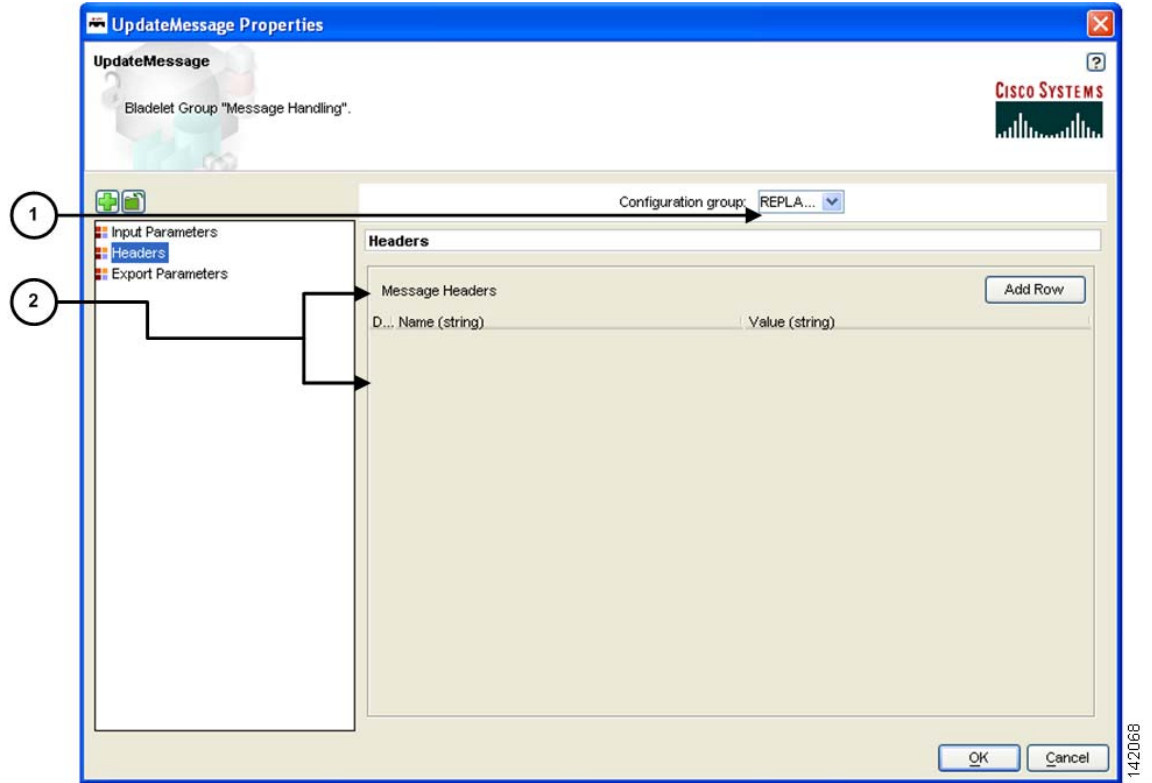 UpdateMessage Properties
UpdateMessage
?
Bladelet Group "Message Handling".
CISCO SYSTEMS
1
Configuration group: REPLA...
Input Parameters
Headers
Export Parameters
Headers
2
Message Headers
Add Row
D... Name (string)
Value (string)
OK
Cancel
142068